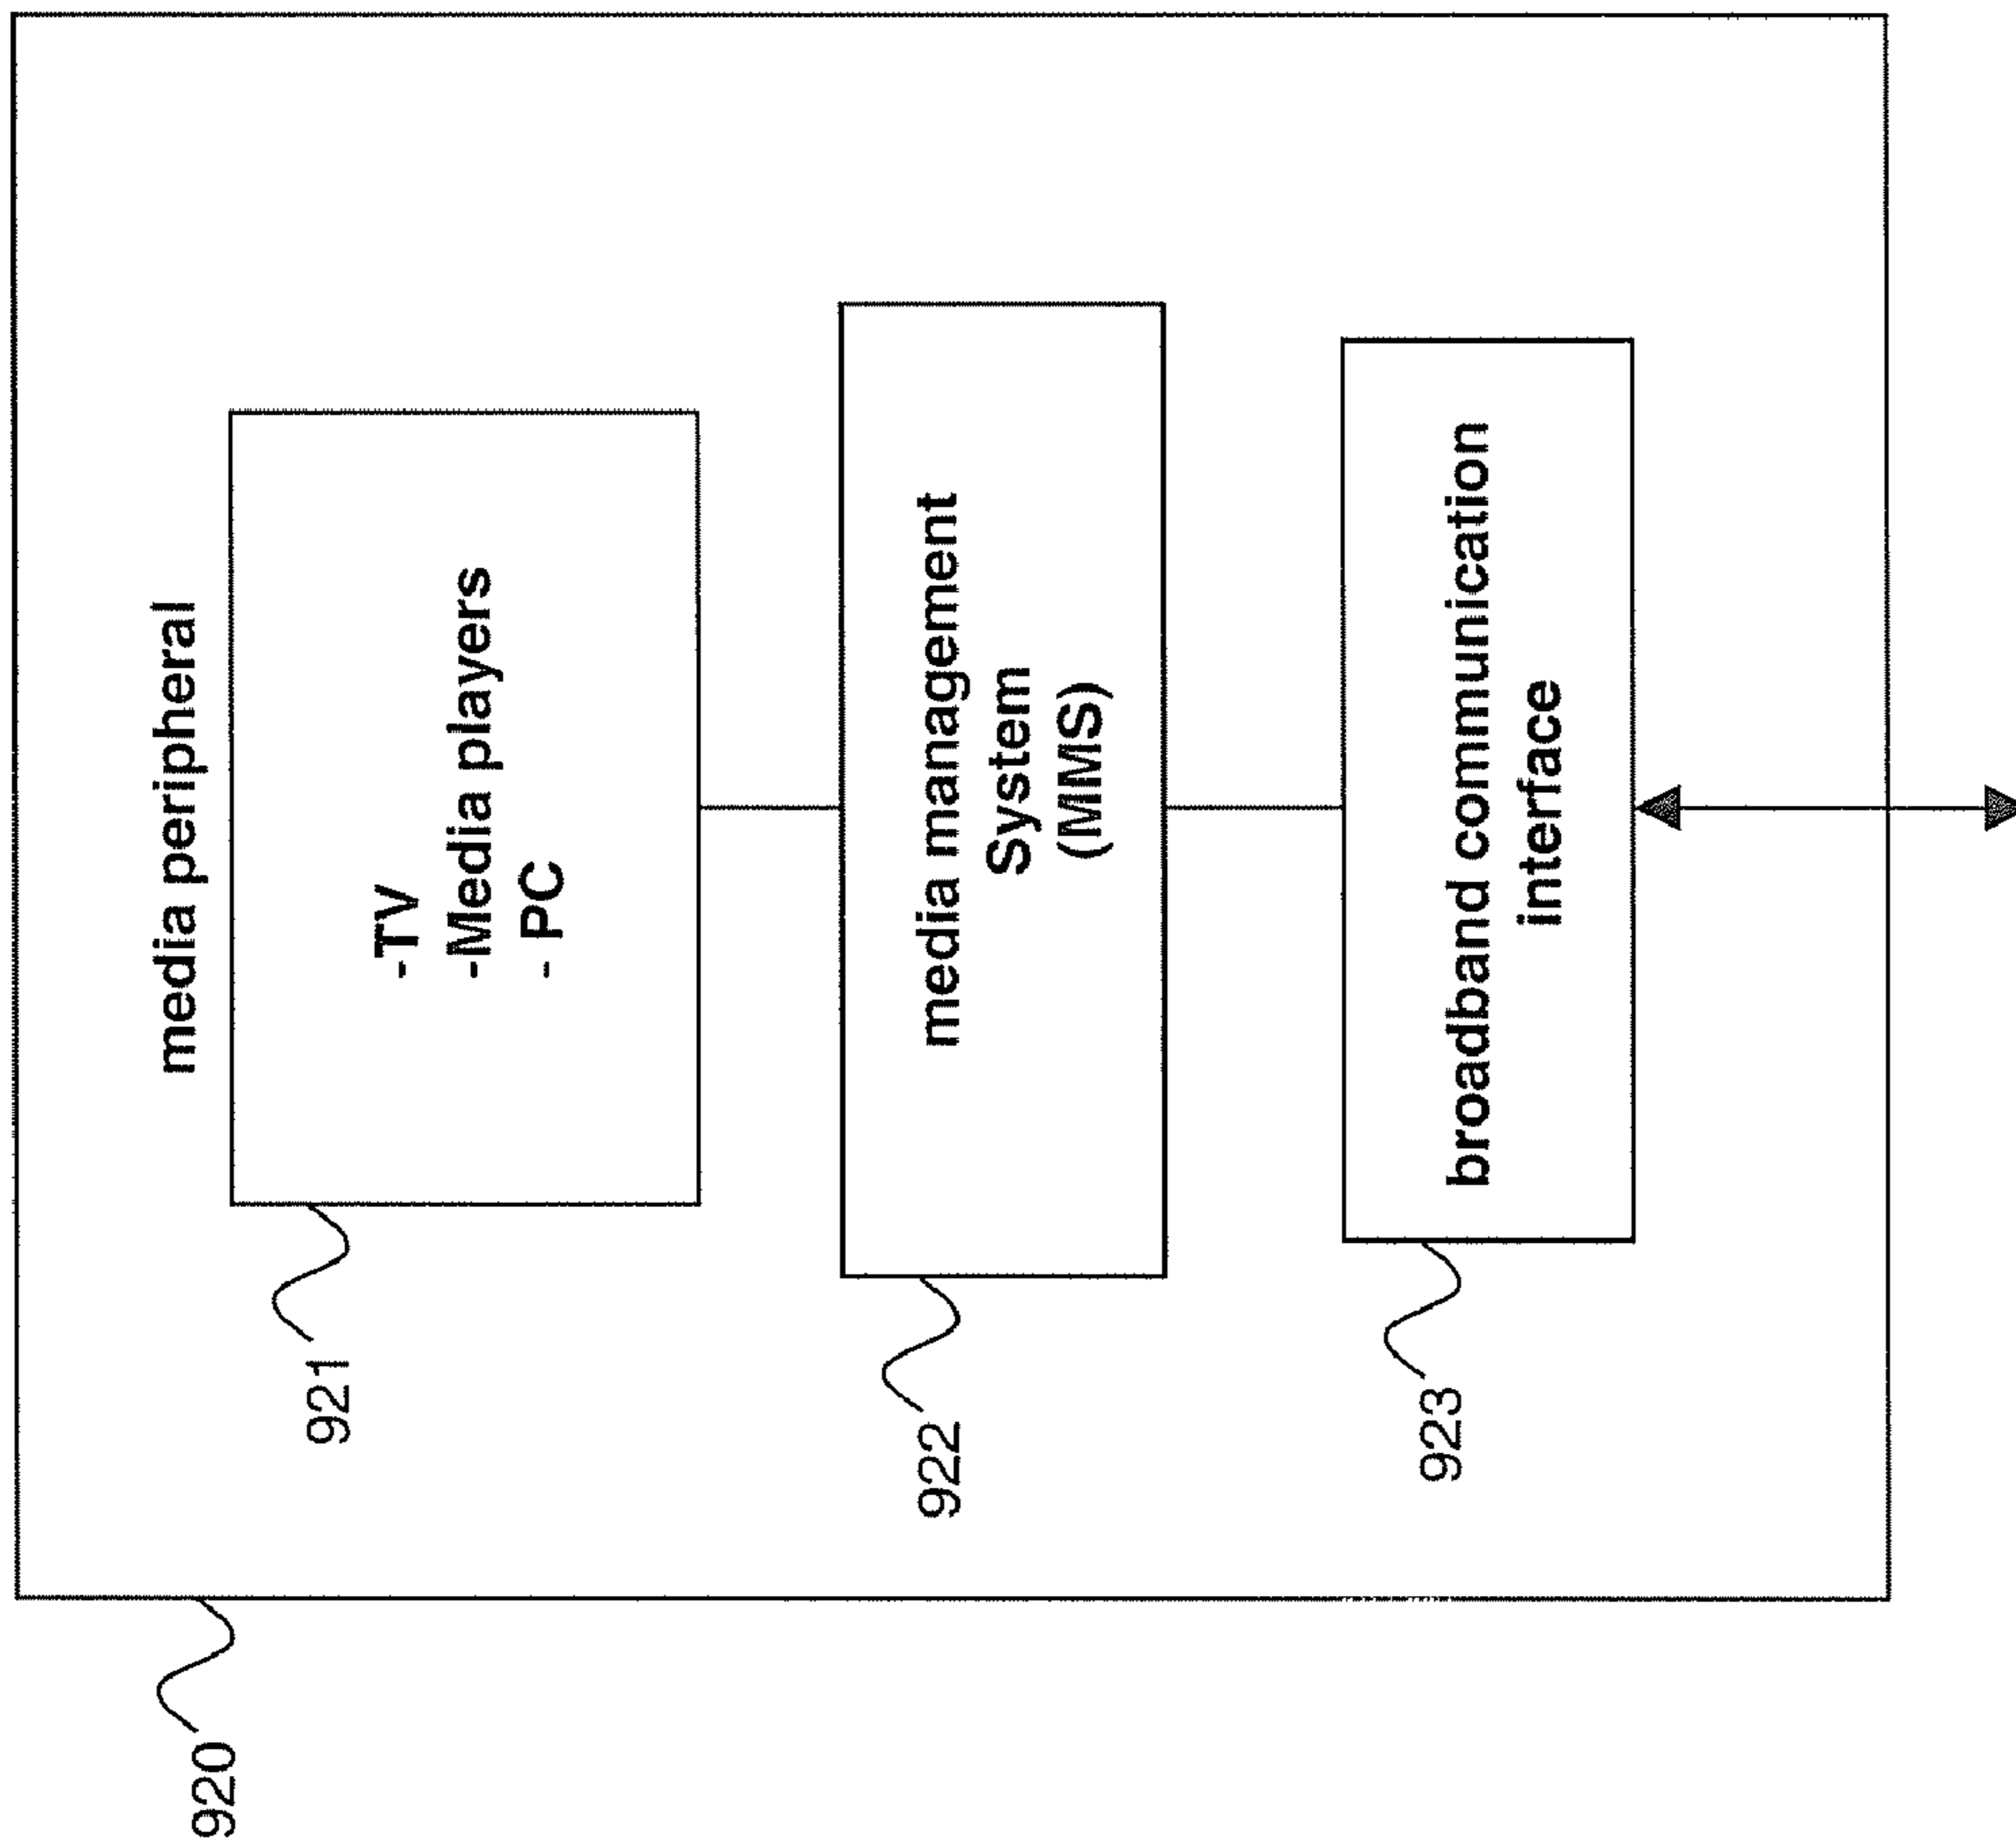 media peripheral
-TV
-Media players
- PC
921
media management
System
(MMS)
922
broadband communication
interface
923
920